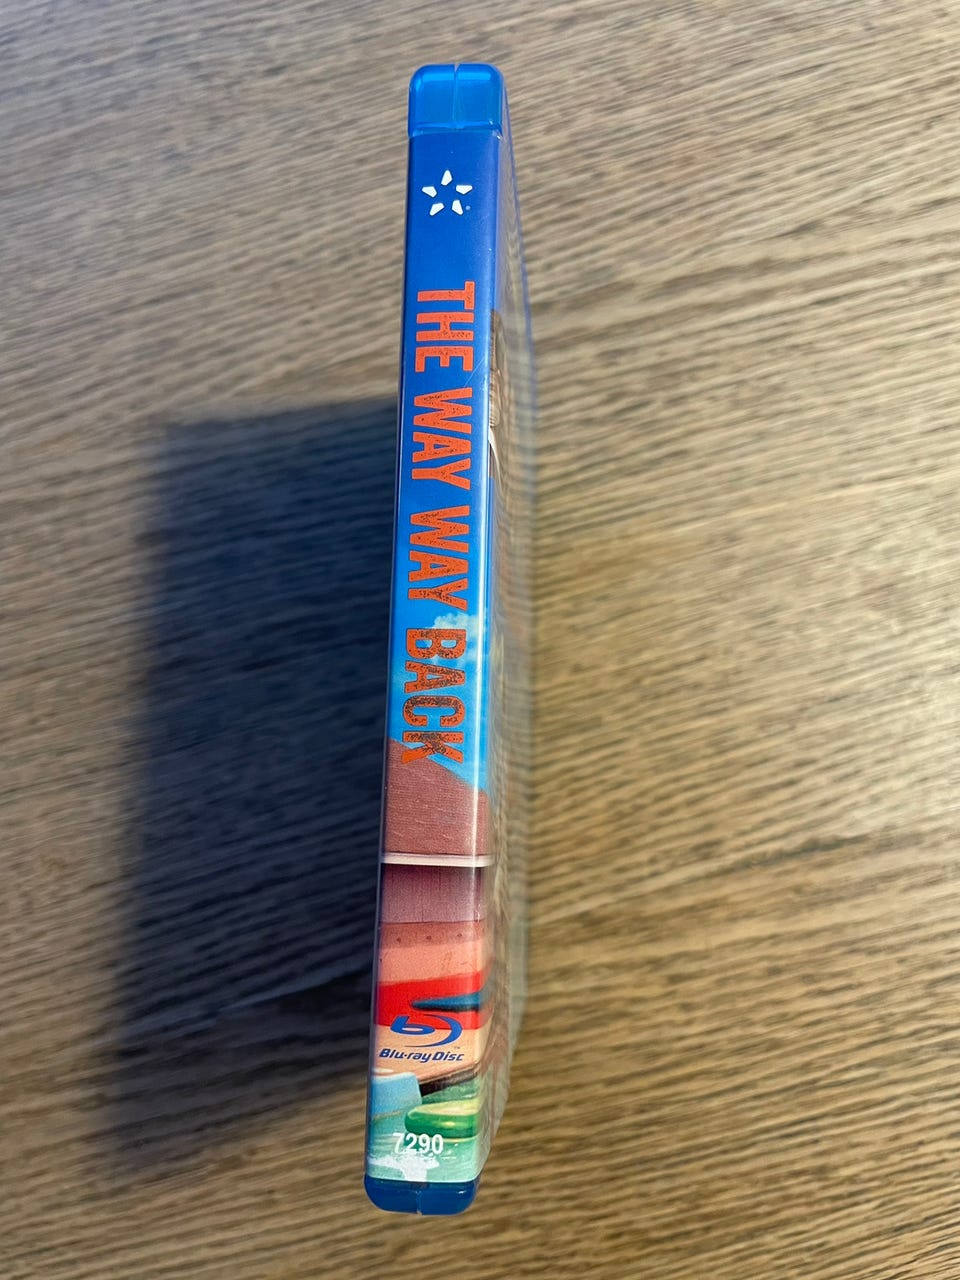 THE WAY WAY BACK
Blu-ray Disc
7290